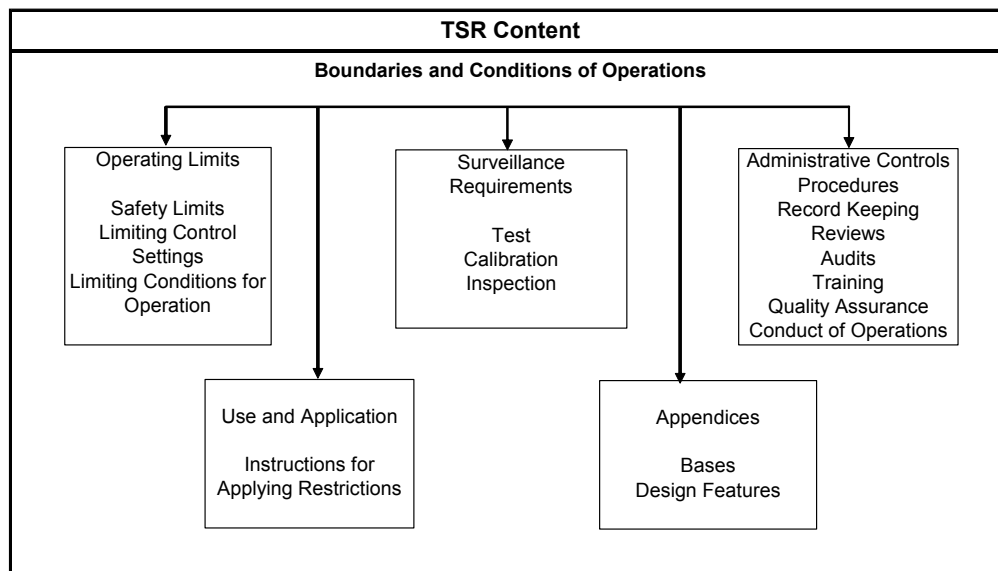 TSR Content
Boundaries and Conditions of Operations
Operating Limits
Safety Limits
Limiting Control
Settings
Limiting Conditions for
Operation
Surveillance
Requirements
Test
Calibration
Inspection
Administrative Controls
Procedures
Record Keeping
Reviews
Audits
Training
Quality Assurance
Conduct of Operations
Use and Application
Instructions for
Applying Restrictions
Appendices
Bases
Design Features